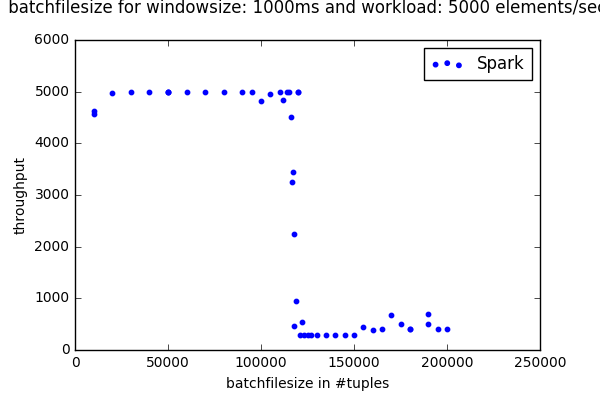 batchfilesize for windowsize: 1000ms and workload: 5000 elements/sec
6000
Spark
5000
4000
throughput
3000
2000
1000
0
0 50000 100000 150000 200000 250000
batchfilesize in #tuples